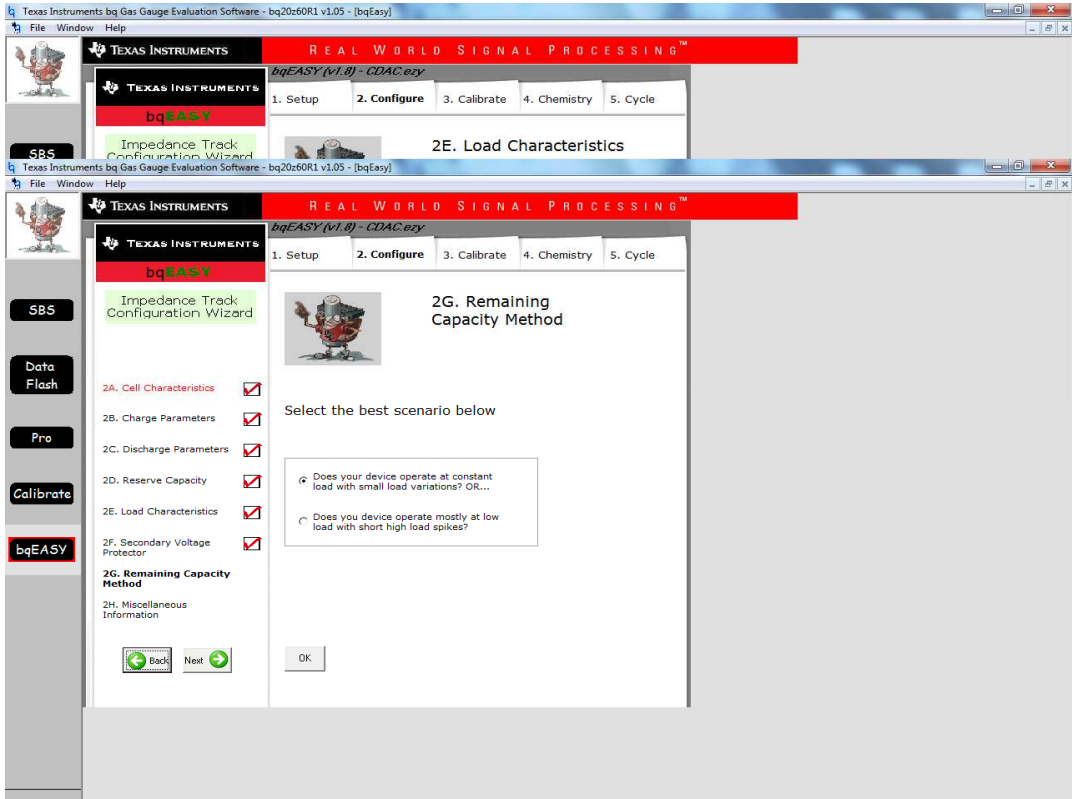 Texas Instruments bq Gas Gauge Evaluation Software - bq20z60R1 v1.05 - [bqEasy]
File Window Help
TEXAS INSTRUMENTS
REAL WORLD SIGNAL PROCESSING™
bqEASY (v1.8) - CDAC.ezy
TEXAS INSTRUMENTS
1. Setup 2. Configure 3. Calibrate 4. Chemistry 5. Cycle
bqEASY
Impedance Track
Configuration Wizard
2E. Load Characteristics
SBS
Texas Instruments bq Gas Gauge Evaluation Software - bq20z60R1 v1.05 - [bqEasy]
File Window Help
TEXAS INSTRUMENTS
REAL WORLD SIGNAL PROCESSING™
bqEASY (v1.8) - CDAC.ezy
TEXAS INSTRUMENTS
1. Setup 2. Configure 3. Calibrate 4. Chemistry 5. Cycle
bqEASY
Impedance Track
Configuration Wizard
2G. Remaining
Capacity Method
SBS
Data
Flash
Pro
Calibrate
bqEASY
2A. Cell Characteristics
2B. Charge Parameters
2C. Discharge Parameters
2D. Reserve Capacity
2E. Load Characteristics
2F. Secondary Voltage
Protector
2G. Remaining Capacity
Method
2H. Miscellaneous
Information
Back Next
Select the best scenario below
Does your device operate at constant
load with small load variations? OR...
Does you device operate mostly at low
load with short high load spikes?
OK